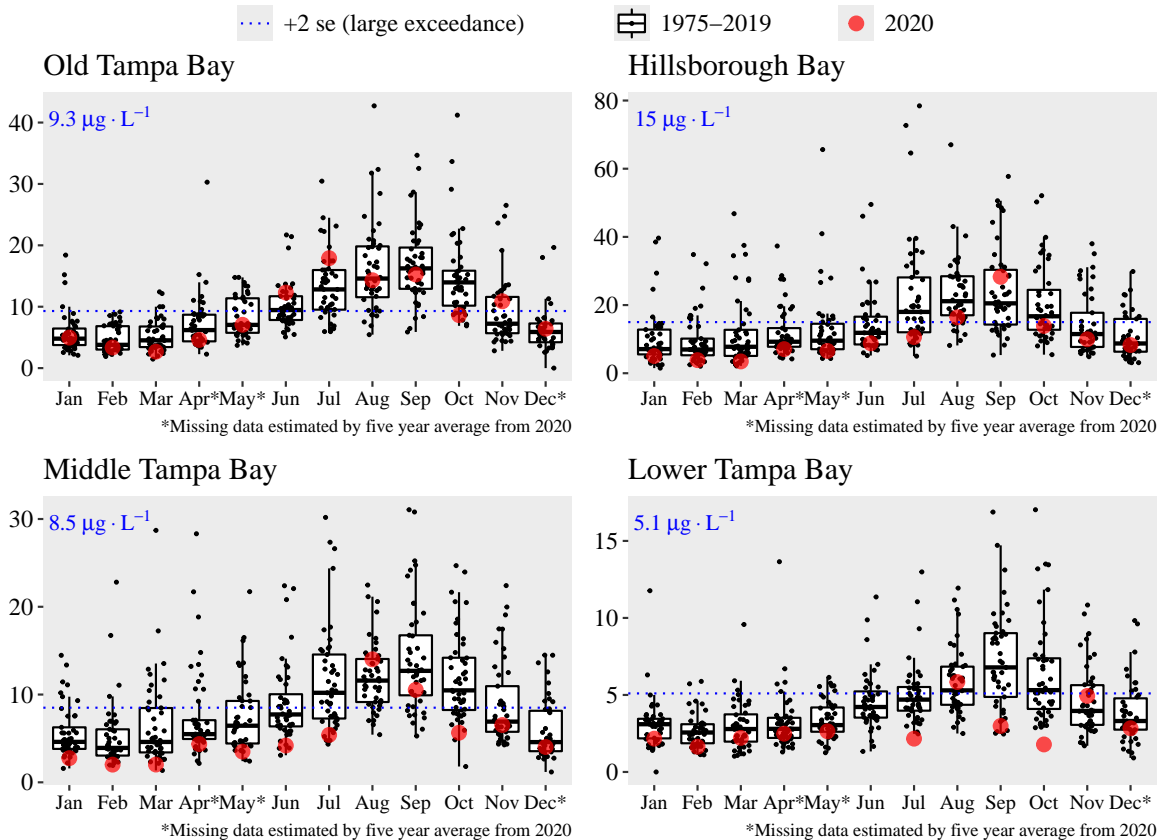 +2 se (large exceedance) 1975−2019 2020
Old Tampa Bay
9.3 μg · L−1
40
30
20
10
0
Jan Feb Mar Apr* May* Jun Jul Aug Sep Oct Nov Dec*
*Missing data estimated by five year average from 2020
Hillsborough Bay
15 μg · L−1
80
60
40
20
0
Jan Feb Mar Apr* May* Jun Jul Aug Sep Oct Nov Dec*
*Missing data estimated by five year average from 2020
Middle Tampa Bay
8.5 μg · L−1
30
20
10
0
Jan Feb Mar Apr* May* Jun Jul Aug Sep Oct Nov Dec*
*Missing data estimated by five year average from 2020
Lower Tampa Bay
5.1 μg · L−1
15
10
5
0
Jan Feb Mar Apr* May* Jun Jul Aug Sep Oct Nov Dec*
*Missing data estimated by five year average from 2020